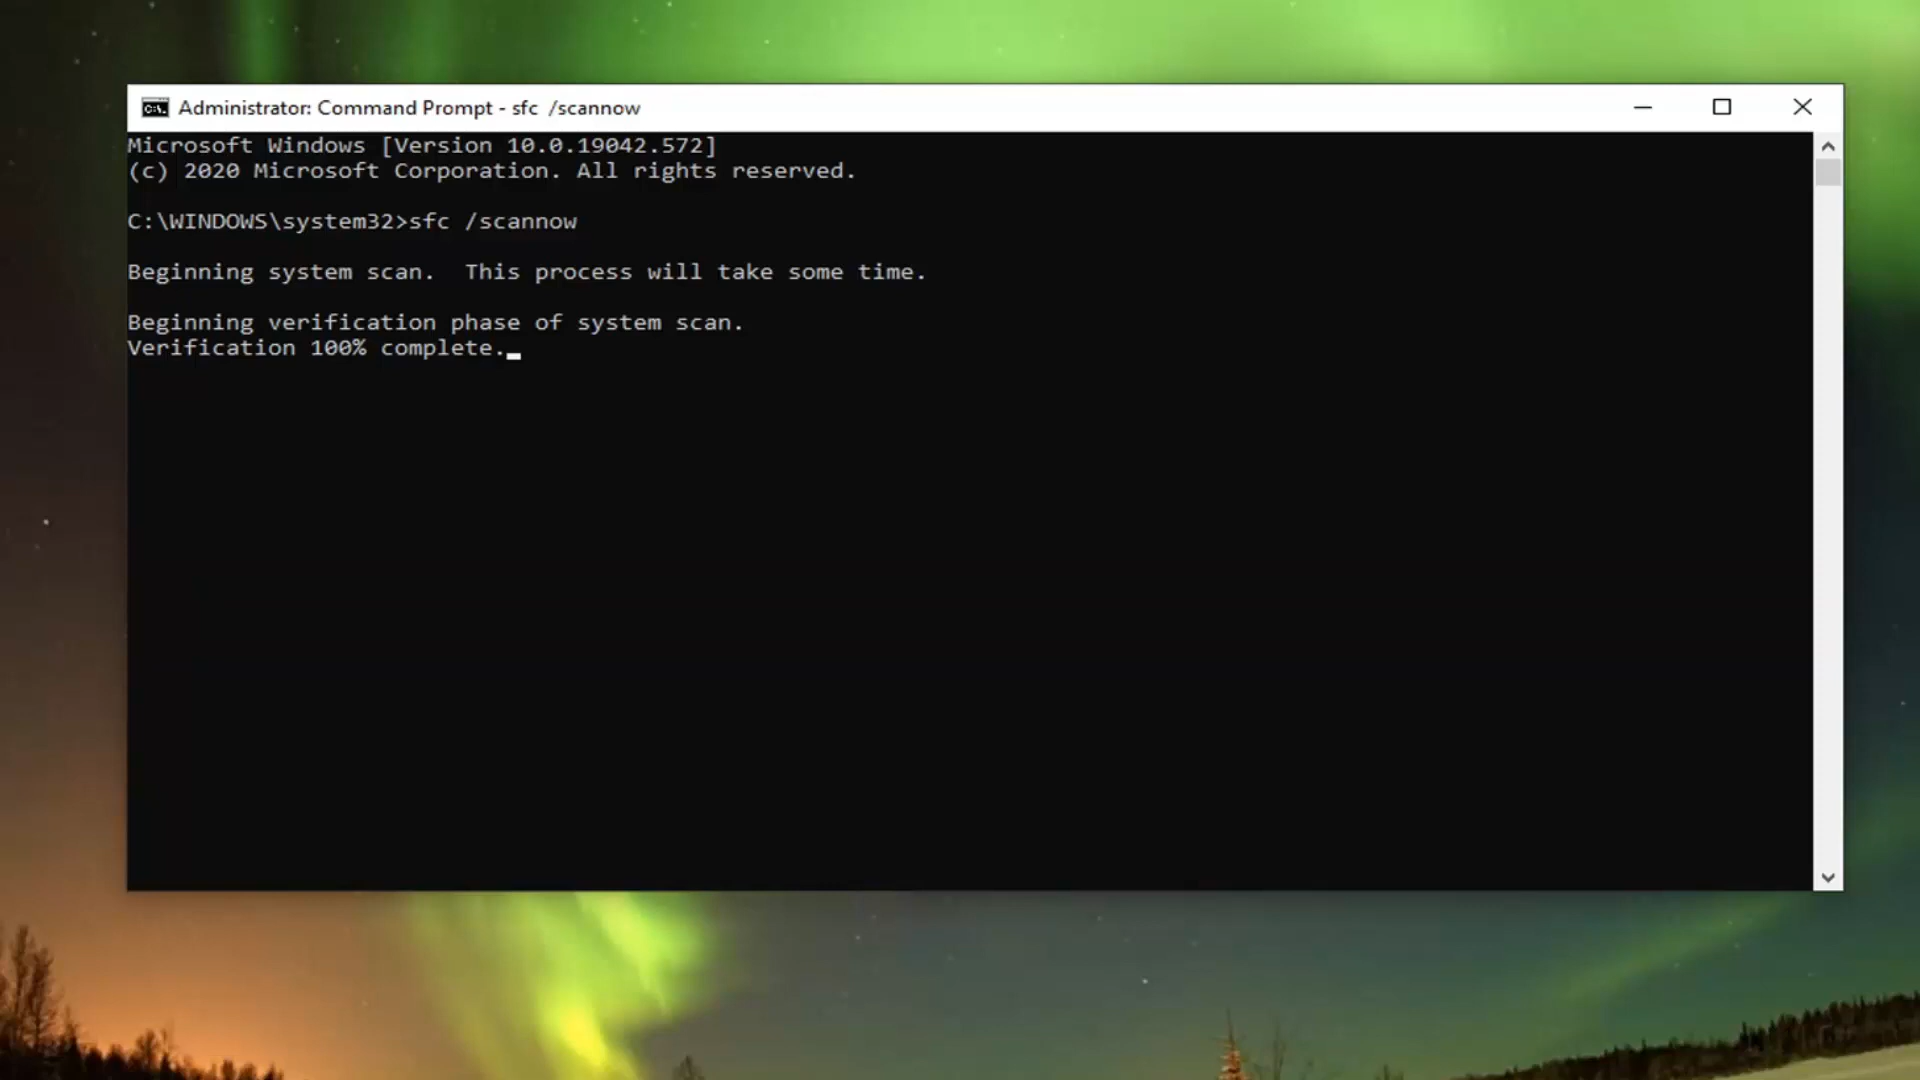 Administrator: Command Prompt - sfc  /scannow
Microsoft Windows [Version 10.0.19042.572]
(c) 2020 Microsoft Corporation. All rights reserved.
C:\WINDOWS\system32>sfc /scannow
Beginning system scan.  This process will take some time.
Beginning verification phase of system scan.
Verification 100% complete.